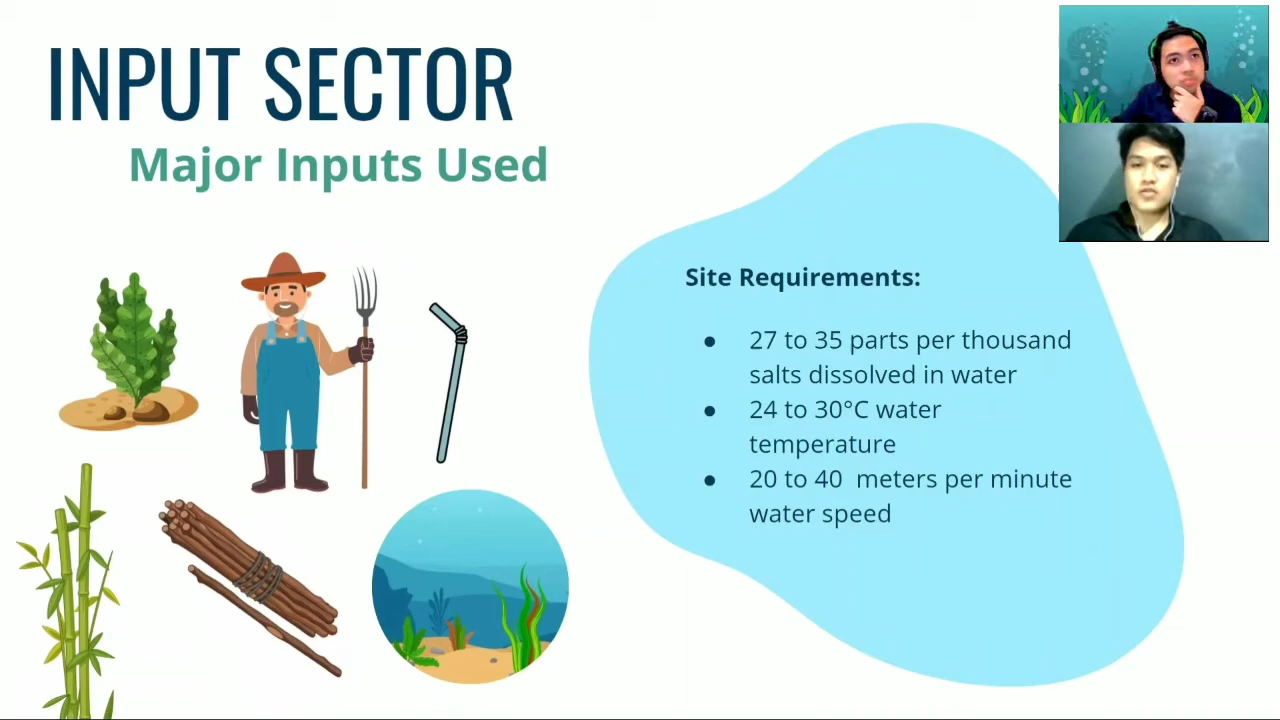 INPUT SECTOR
Major Inputs Used
Site Requirements:
● 27 to 35 parts per thousand
salts dissolved in water
● 24 to 30°C water
temperature
● 20 to 40  meters per minute
water speed